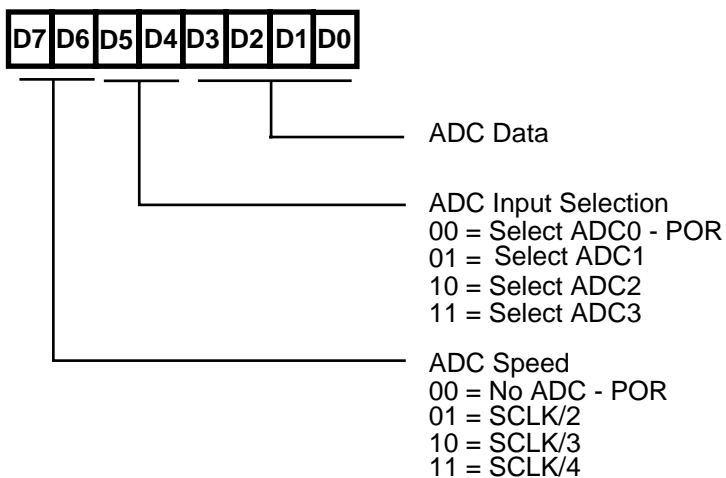 D7 D6 D5 D4 D3 D2 D1 D0
ADC Data
ADC Input Selection
00 = Select ADC0 - POR
01 = Select ADC1
10 = Select ADC2
11 = Select ADC3
ADC Speed
00 = No ADC - POR
01 = SCLK/2
10 = SCLK/3
11 = SCLK/4